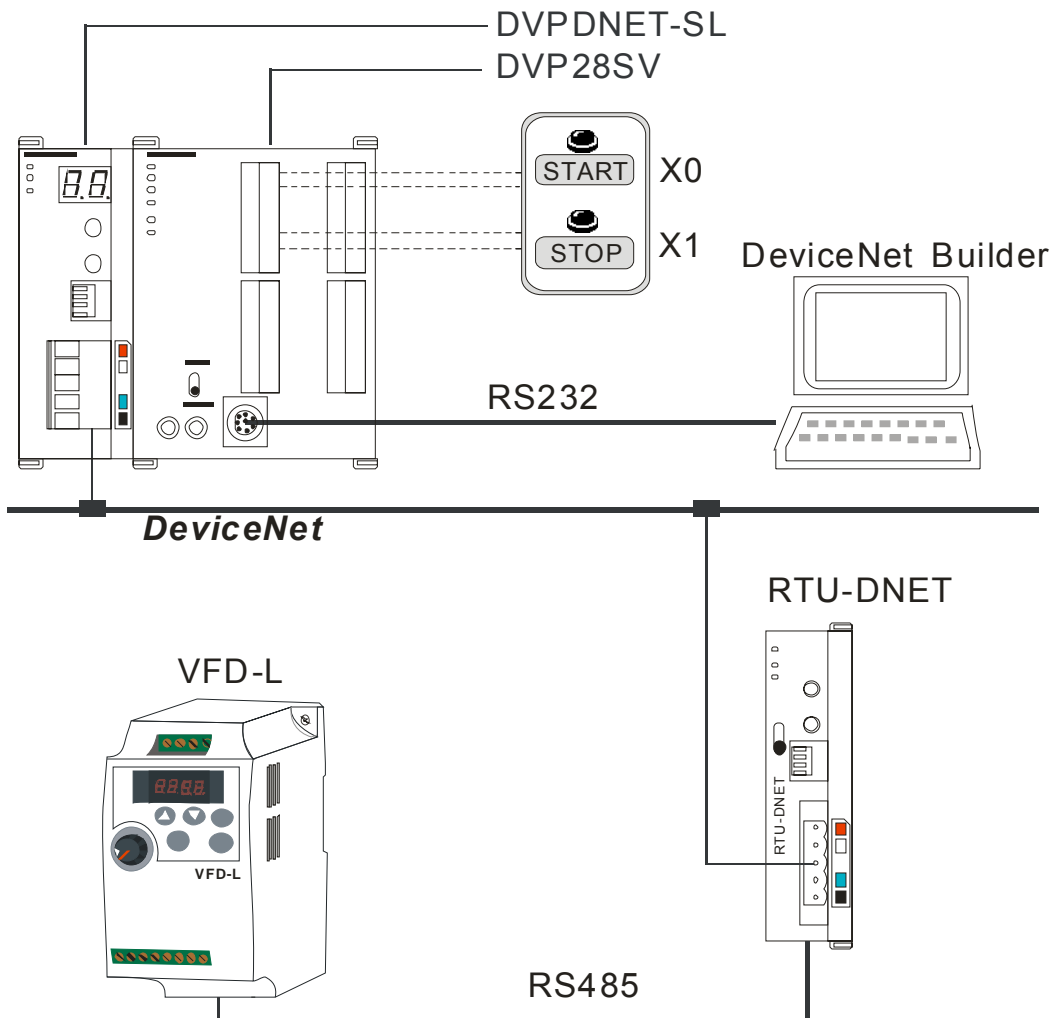 DVPDNET-SL
DVP28SV
START
X0
STOP
X1
DeviceNet Builder
RS232
DeviceNet
RTU-DNET
VFD-L
RTU-DNET
VFD-L
RS485